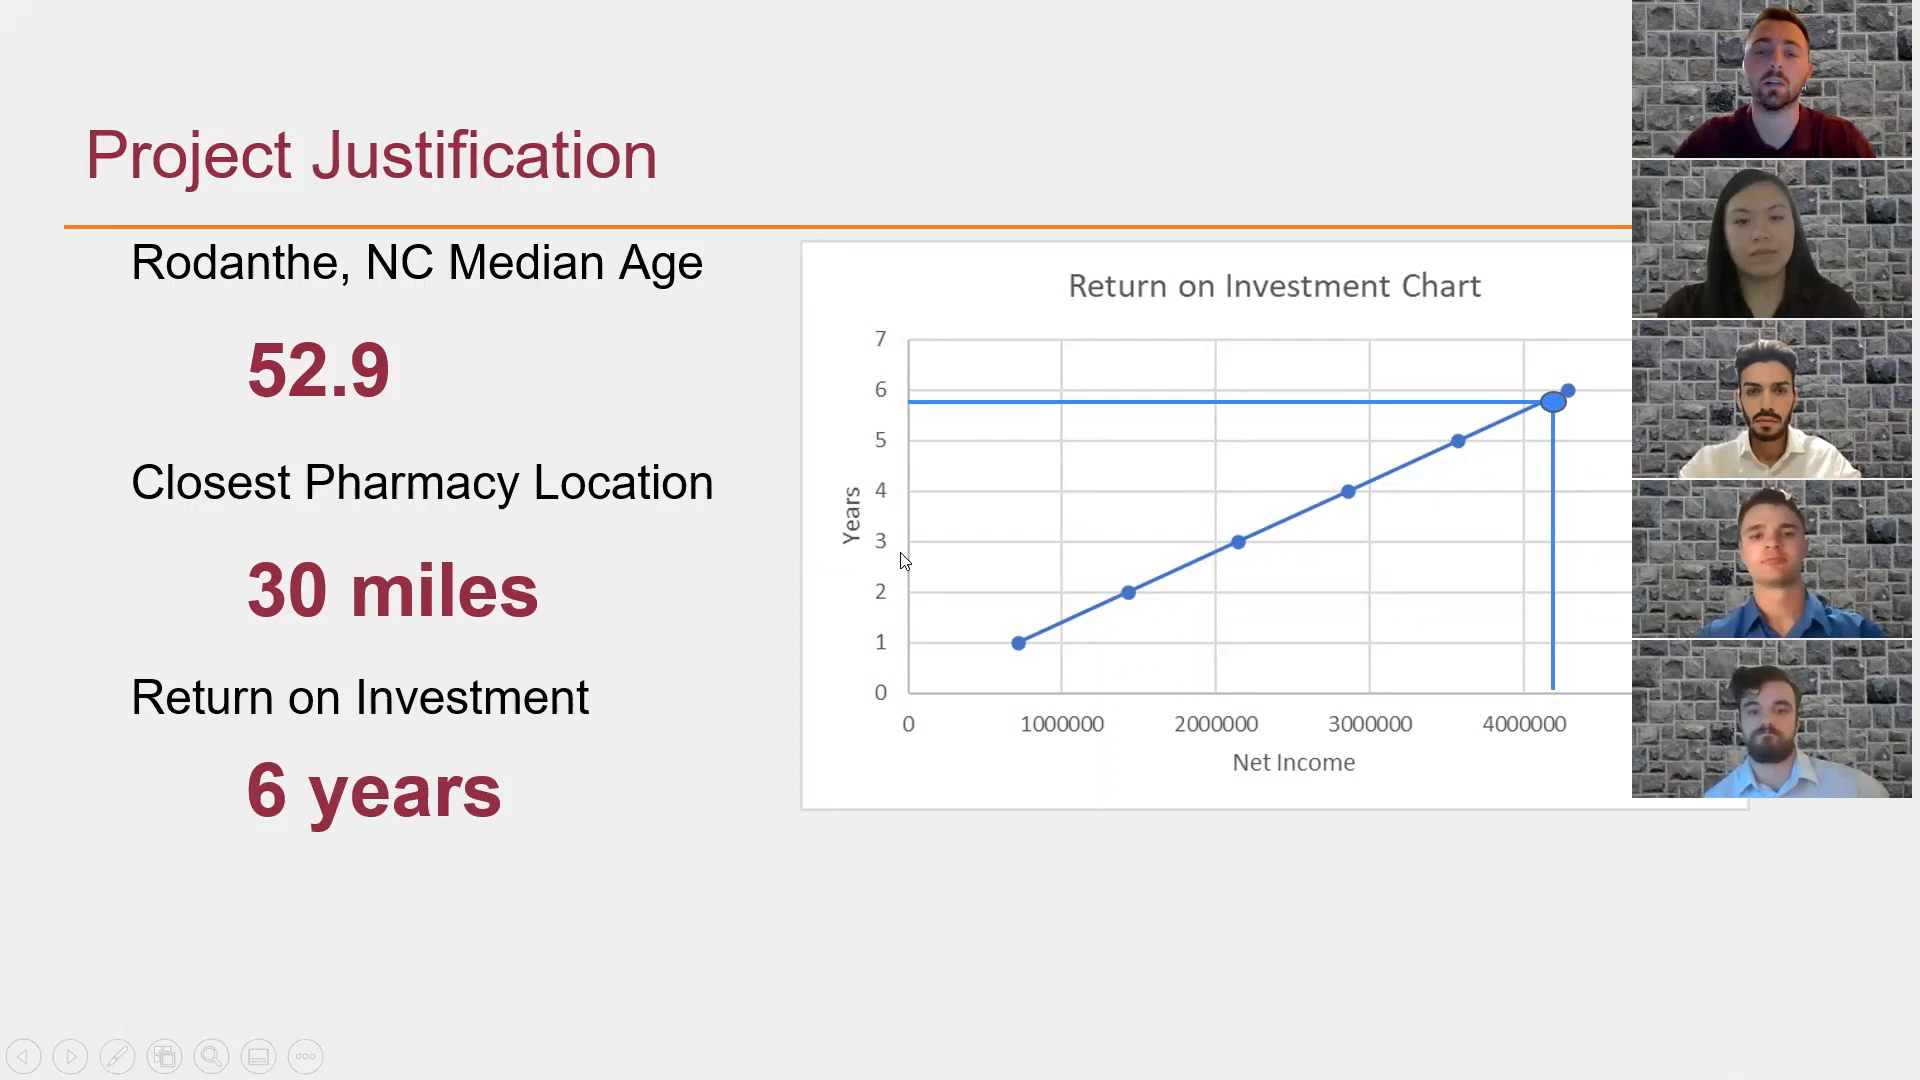 Project Justification
Rodanthe, NC Median Age
52.9
Closest Pharmacy Location
30 miles
Return on Investment
6 years
Return on Investment Chart
7
6
5
4
3
2
1
0
Years
0 1000000 2000000 3000000 4000000
Net Income